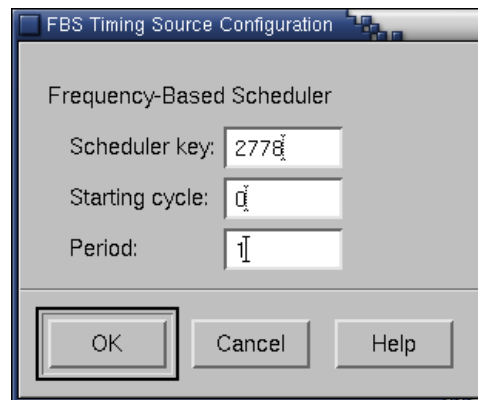 FBS Timing Source Configuration
Frequency-Based Scheduler
Scheduler key: 2778
Starting cycle: 0
Period: 1
OK Cancel Help